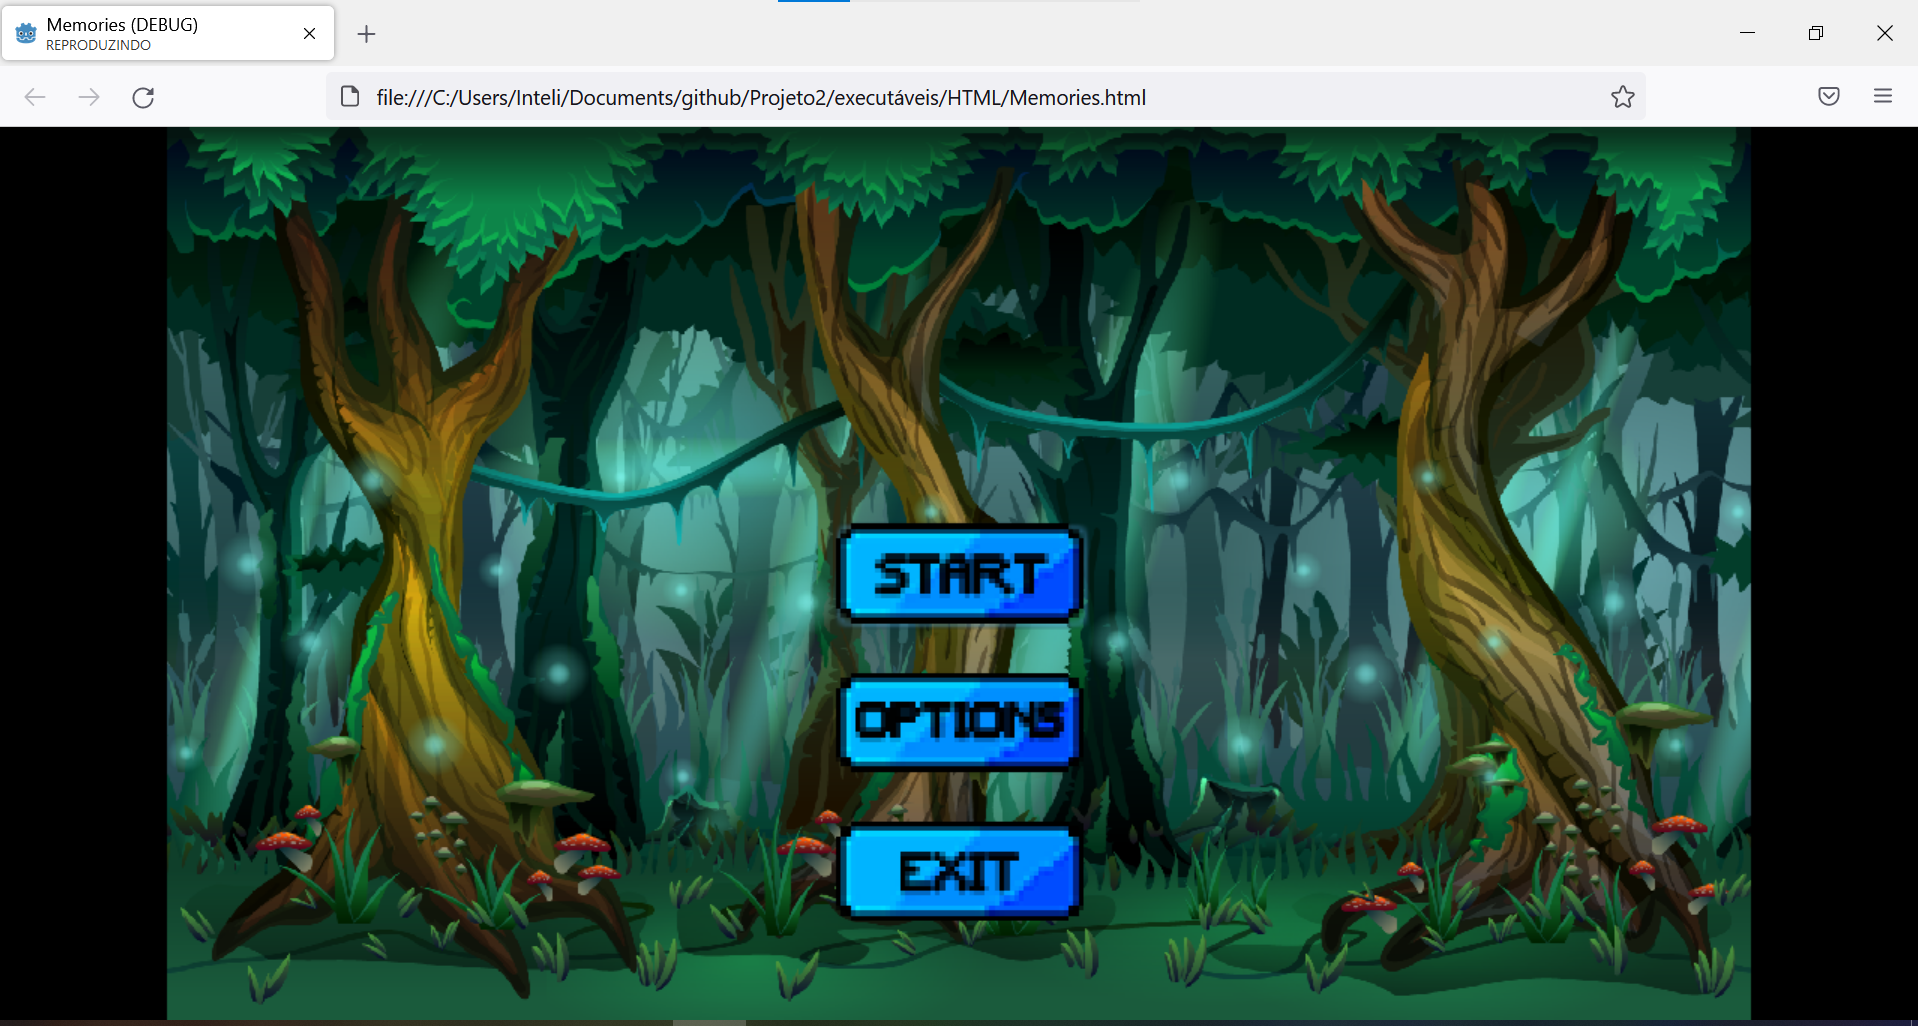 Memories (DEBUG)
REPRODUZINDO
file:///C:/Users/Inteli/Documents/github/Projeto2/executáveis/HTML/Memories.html
START
OPTIONS
EXIT